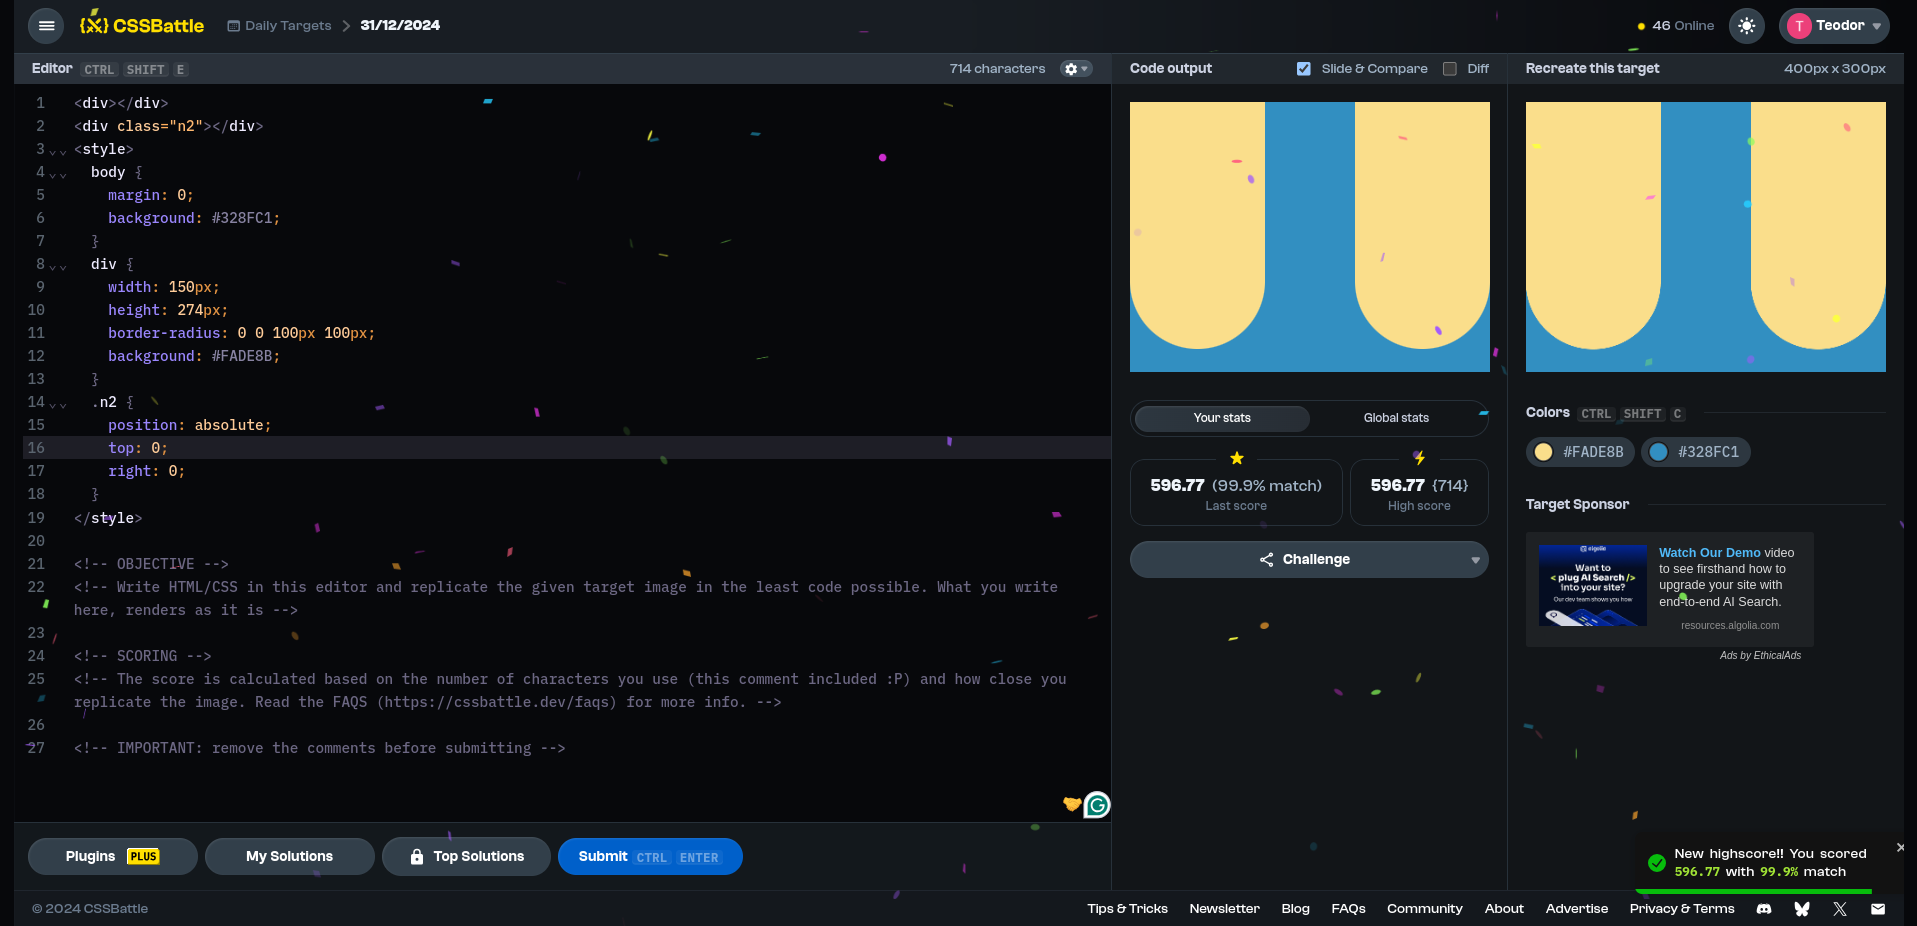 CSSBattle
Daily Targets
31/12/2024
46 Online
T
Teodor
Editor CTRL SHIFT E
714 characters
Code output
Slide & Compare
Diff
Recreate this target
400px x 300px
1 <div></div>
2 <div class="n2"></div>
3 <style>
4 body {
5 margin: 0;
6 background: #328FC1;
7 }
8 div {
9 width: 150px;
10 height: 274px;
11 border-radius: 0 0 100px 100px;
12 background: #FADE8B;
13 }
14 .n2 {
15 position: absolute;
16 top: 0;
17 right: 0;
18 }
19 </style>
20
21 <!-- OBJECTIVE -->
22 <!-- Write HTML/CSS in this editor and replicate the given target image in the least code possible. What you write
here, renders as it is -->
23
24 <!-- SCORING -->
25 <!-- The score is calculated based on the number of characters you use (this comment included :P) and how close you
replicate the image. Read the FAQS (https://cssbattle.dev/faqs) for more info. -->
26
27 <!-- IMPORTANT: remove the comments before submitting -->
Your stats
Global stats
596.77 (99.9% match)
Last score
596.77 {714}
High score
Challenge
Colors CTRL SHIFT C
#FADE8B
#328FC1
Target Sponsor
algolia
Want to
< plug AI Search />
into your site?
Our dev team shows you how
Watch Our Demo video
to see firsthand how to
upgrade your site with
end-to-end AI Search.
resources.algolia.com
Ads by EthicalAds
Plugins PLUS
My Solutions
Top Solutions
Submit CTRL ENTER
New highscore!! You scored
596.77 with 99.9% match
© 2024 CSSBattle
Tips & Tricks
Newsletter
Blog
FAQs
Community
About
Advertise
Privacy & Terms